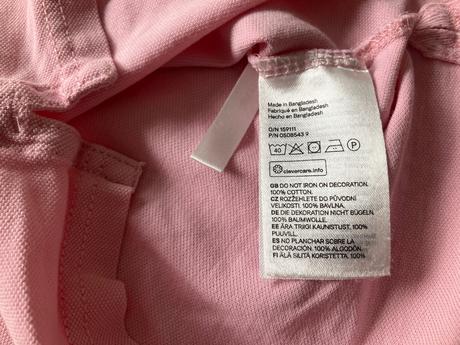 Made in Bangladesh
Fabriqué en Bangladesh
Hecho en Bangladesh
O/N 159111
P/N 0508543 9
40 P
clevercare.info
GB DO NOT IRON ON DECORATION.
100% COTTON.
CZ ROZŽEHLETE DO PŮVODNÍ
VELIKOSTI. 100% BAVLNA.
DE DIE DEKORATION NICHT BÜGELN.
100% BAUMWOLLE.
EE ÄRA TRIIGI KAUNISTUST. 100%
PUUVILL.
ES NO PLANCHAR SOBRE LA
DECORACIÓN. 100% ALGODÓN.
FI ÄLÄ SILITÄ KORISTETTA. 100%